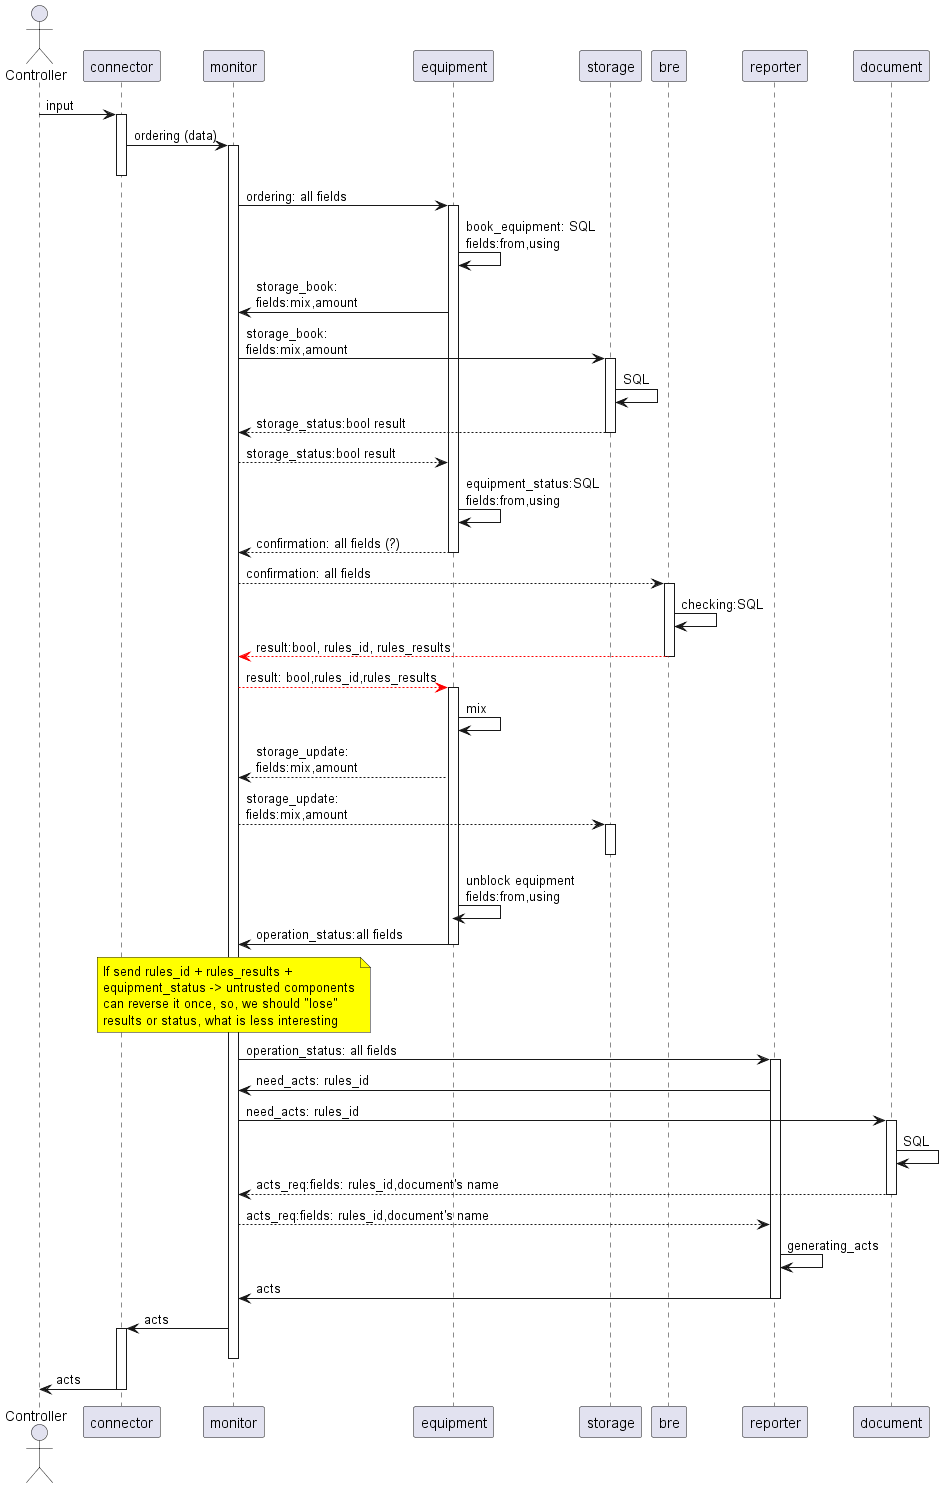 Controller
connector
monitor
equipment
storage
bre
reporter
document
input
ordering (data)
ordering: all fields
book_equipment: SQL
fields:from,using
storage_book:
fields:mix,amount
storage_book:
fields:mix,amount
SQL
storage_status:bool result
storage_status:bool result
equipment_status:SQL
fields:from,using
confirmation: all fields (?)
confirmation: all fields
checking:SQL
result:bool, rules_id, rules_results
result: bool,rules_id,rules_results
mix
storage_update:
fields:mix,amount
storage_update:
fields:mix,amount
unblock equipment
fields:from,using
operation_status:all fields
If send rules_id + rules_results +
equipment_status -> untrusted components
can reverse it once, so, we should "lose"
results or status, what is less interesting
operation_status: all fields
need_acts: rules_id
need_acts: rules_id
SQL
acts_req:fields: rules_id,document's name
acts_req:fields: rules_id,document's name
generating_acts
acts
acts
acts
Controller
connector
monitor
equipment
storage
bre
reporter
document